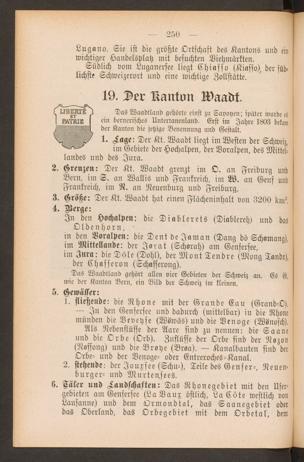 — 250 —
Lugano. Sie ist die größte Ortschaft des Kantons und ein
wichtiger Handelsplatz mit besuchten Viehmärkten.
Südlich vom Luganersee liegt Chiasso (Kiasso), der süd-
lichste Schweizerort und eine wichtige Zollstätte.
19. Der Kanton Waadt.
LIBERTÉ
ET
PATRIE
Das Waadtland gehörte einst zu Savoyen; später wurde es
ein bernerisches Untertanenland. Erst im Jahre 1803 bekam
der Kanton die jetzige Benennung und Gestalt.
1. Lage: Der Kt. Waadt liegt im Westen der Schweiz,
im Gebiete der Hochalpen, der Voralpen, des Mittel-
landes und des Jura.
2. Grenzen: Der Kt. Waadt grenzt im O. an Freiburg und
Bern, im S. an Wallis und Frankreich, im W. an Genf und
Frankreich, im N. an Neuenburg und Freiburg.
3. Größe: Der Kt. Waadt hat einen Flächeninhalt von 3200 km².
4. Berge:
In den Hochalpen: die Diablerets (Diablereh) und das
Oldenhorn,
in den Voralpen: die Dent de Jaman (Dang dö Schamang),
im Mittellande: der Jorat (Schorah) am Genfersee,
im Jura: die Dôle (Dohl), der Mont Tendre (Mong Tandr),
der Chasseron (Schasserong).
Das Waadtland gehört allen vier Gebieten der Schweiz an. Es ist,
wie der Kanton Bern, ein Bild der Schweiz im kleinen.
5. Gewässer:
1. fließende: die Rhone mit der Grande Eau (Grand-O).
— In den Genfersee und dadurch (mittelbar) in die Rhone
münden die Veveyse (Wäwäs) und die Venoge (Wänosch).
Als Nebenflüsse der Aare sind zu nennen: die Saane
und die Orbe (Orb). Zuflüsse der Orbe sind der Nozon
(Nossong) und die Broye (Broa). — Kanalbauten sind der
Orbe- und der Venoge- oder Entreroches-Kanal.
2. stehende: der Jouxsee (Schu-), Teile des Genfer-, Neuen-
burger- und Murtensees.
6. Täler und Landschaften: Das Rhonegebiet mit den Ufer-
gebieten am Genfersee (La Vaux östlich, La Côte westlich von
Lausanne) und dem Ormondtal, das Saanegebiet oder
das Oberland, das Orbegebiet mit dem Orbetal, dem